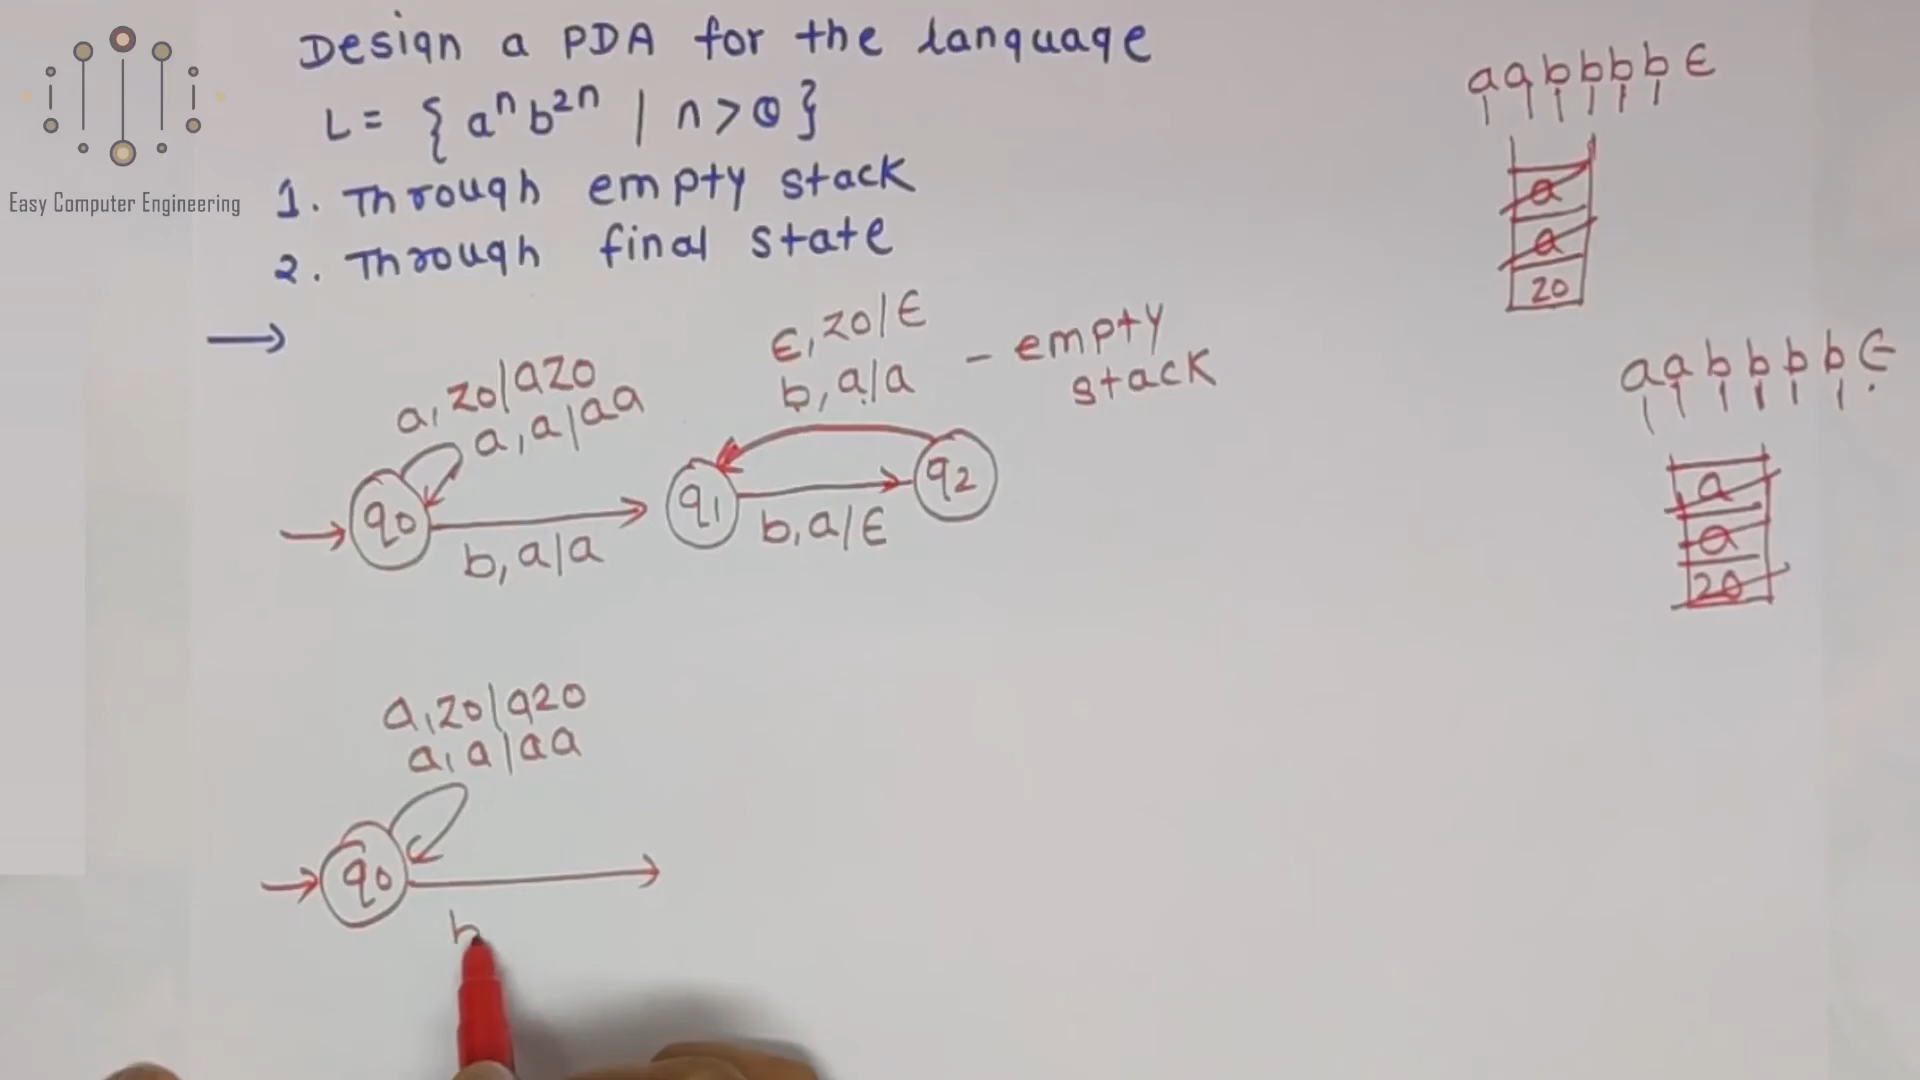 Design a PDA for the language
L = { a^n b^2n | n > 0 }
1. Through empty stack
2. Through final state
Easy Computer Engineering
a a b b b b ϵ
a
a
z0
a a b b b b ϵ
a
a
z0
a, z0 | az0
a, a | aa
ϵ, z0 | ϵ
b, a | a
- empty
stack
q0
q1
q2
b, a | a
b, a | ϵ
a, z0 | az0
a, a | aa
q0
b